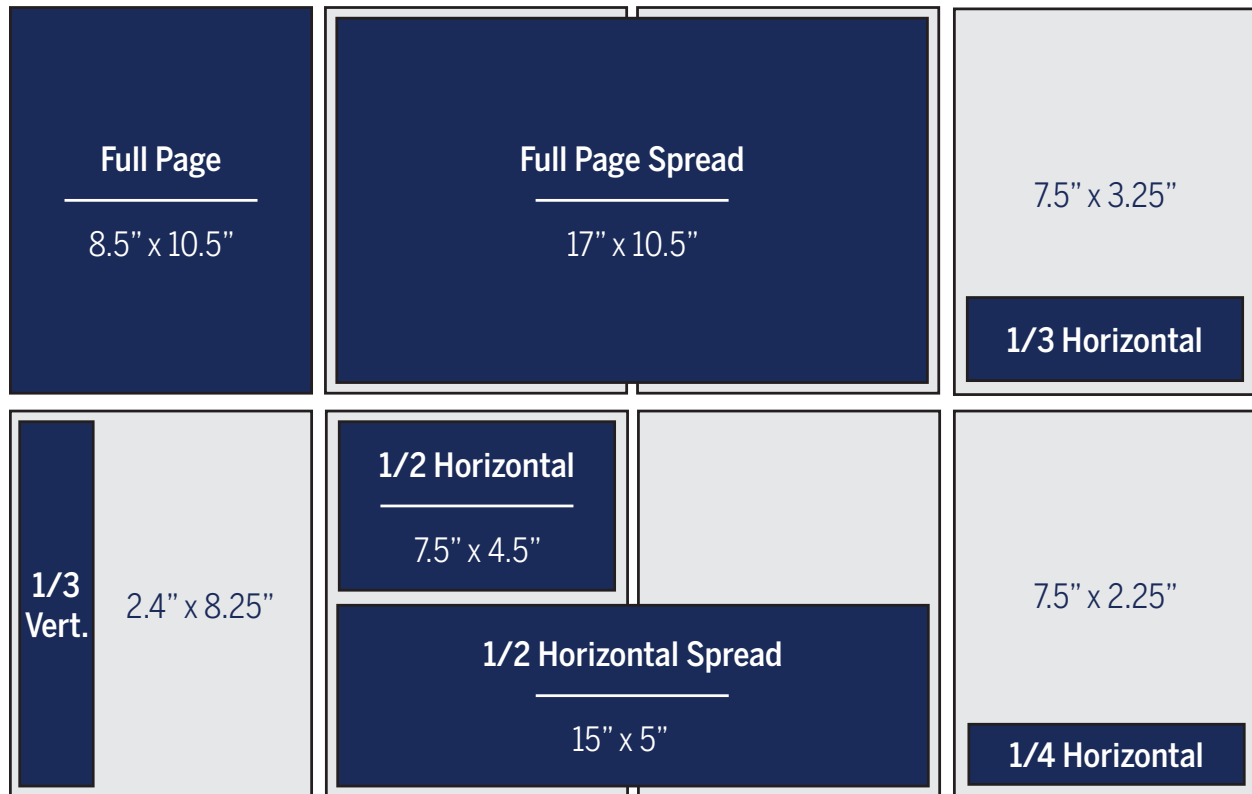 Full Page
8.5” x 10.5”
Full Page Spread
17” x 10.5”
7.5” x 3.25”
1/3 Horizontal
1/3
Vert.
2.4” x 8.25”
1/2 Horizontal
7.5” x 4.5”
1/2 Horizontal Spread
15” x 5”
7.5” x 2.25”
1/4 Horizontal